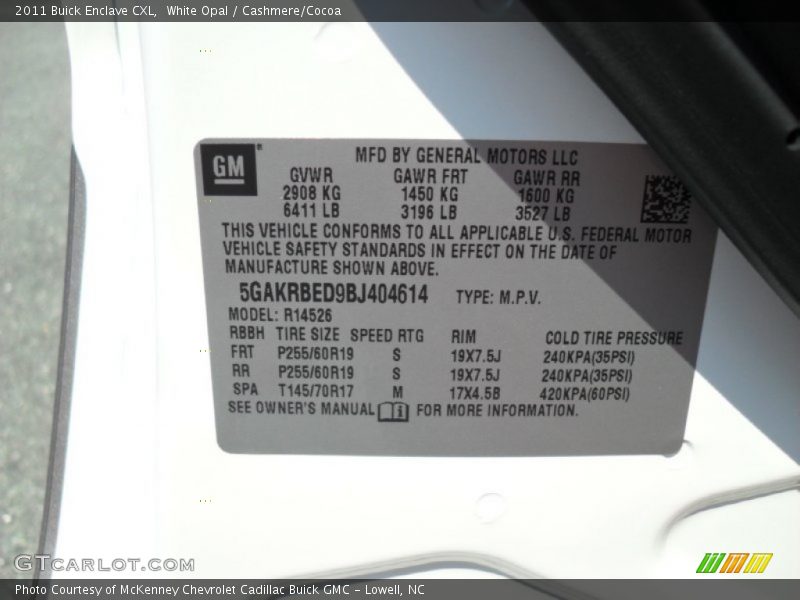 2011 Buick Enclave CXL,  White Opal / Cashmere/Cocoa
GM
MFD BY GENERAL MOTORS LLC
GVWR GAWR FRT GAWR RR
2908 KG 1450 KG 1600 KG
6411 LB 3196 LB 3527 LB
THIS VEHICLE CONFORMS TO ALL APPLICABLE U.S. FEDERAL MOTOR
VEHICLE SAFETY STANDARDS IN EFFECT ON THE DATE OF
MANUFACTURE SHOWN ABOVE.
5GAKRBED9BJ404614 TYPE: M.P.V.
MODEL: R14526
RBBH TIRE SIZE SPEED RTG RIM COLD TIRE PRESSURE
FRT P255/60R19 S 19X7.5J 240KPA(35PSI)
RR P255/60R19 S 19X7.5J 240KPA(35PSI)
SPA T145/70R17 M 17X4.5B 420KPA(60PSI)
SEE OWNER'S MANUAL i FOR MORE INFORMATION.
GTCARLOT.COM
Photo Courtesy of McKenney Chevrolet Cadillac Buick GMC - Lowell, NC